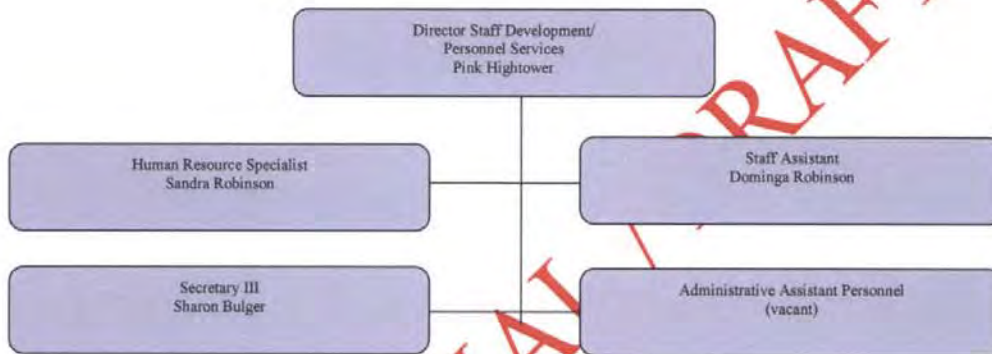 Director Staff Development/
Personnel Services
Pink Hightower
Human Resource Specialist
Sandra Robinson
Staff Assistant
Dominga Robinson
Secretary III
Sharon Bulger
Administrative Assistant Personnel
(vacant)